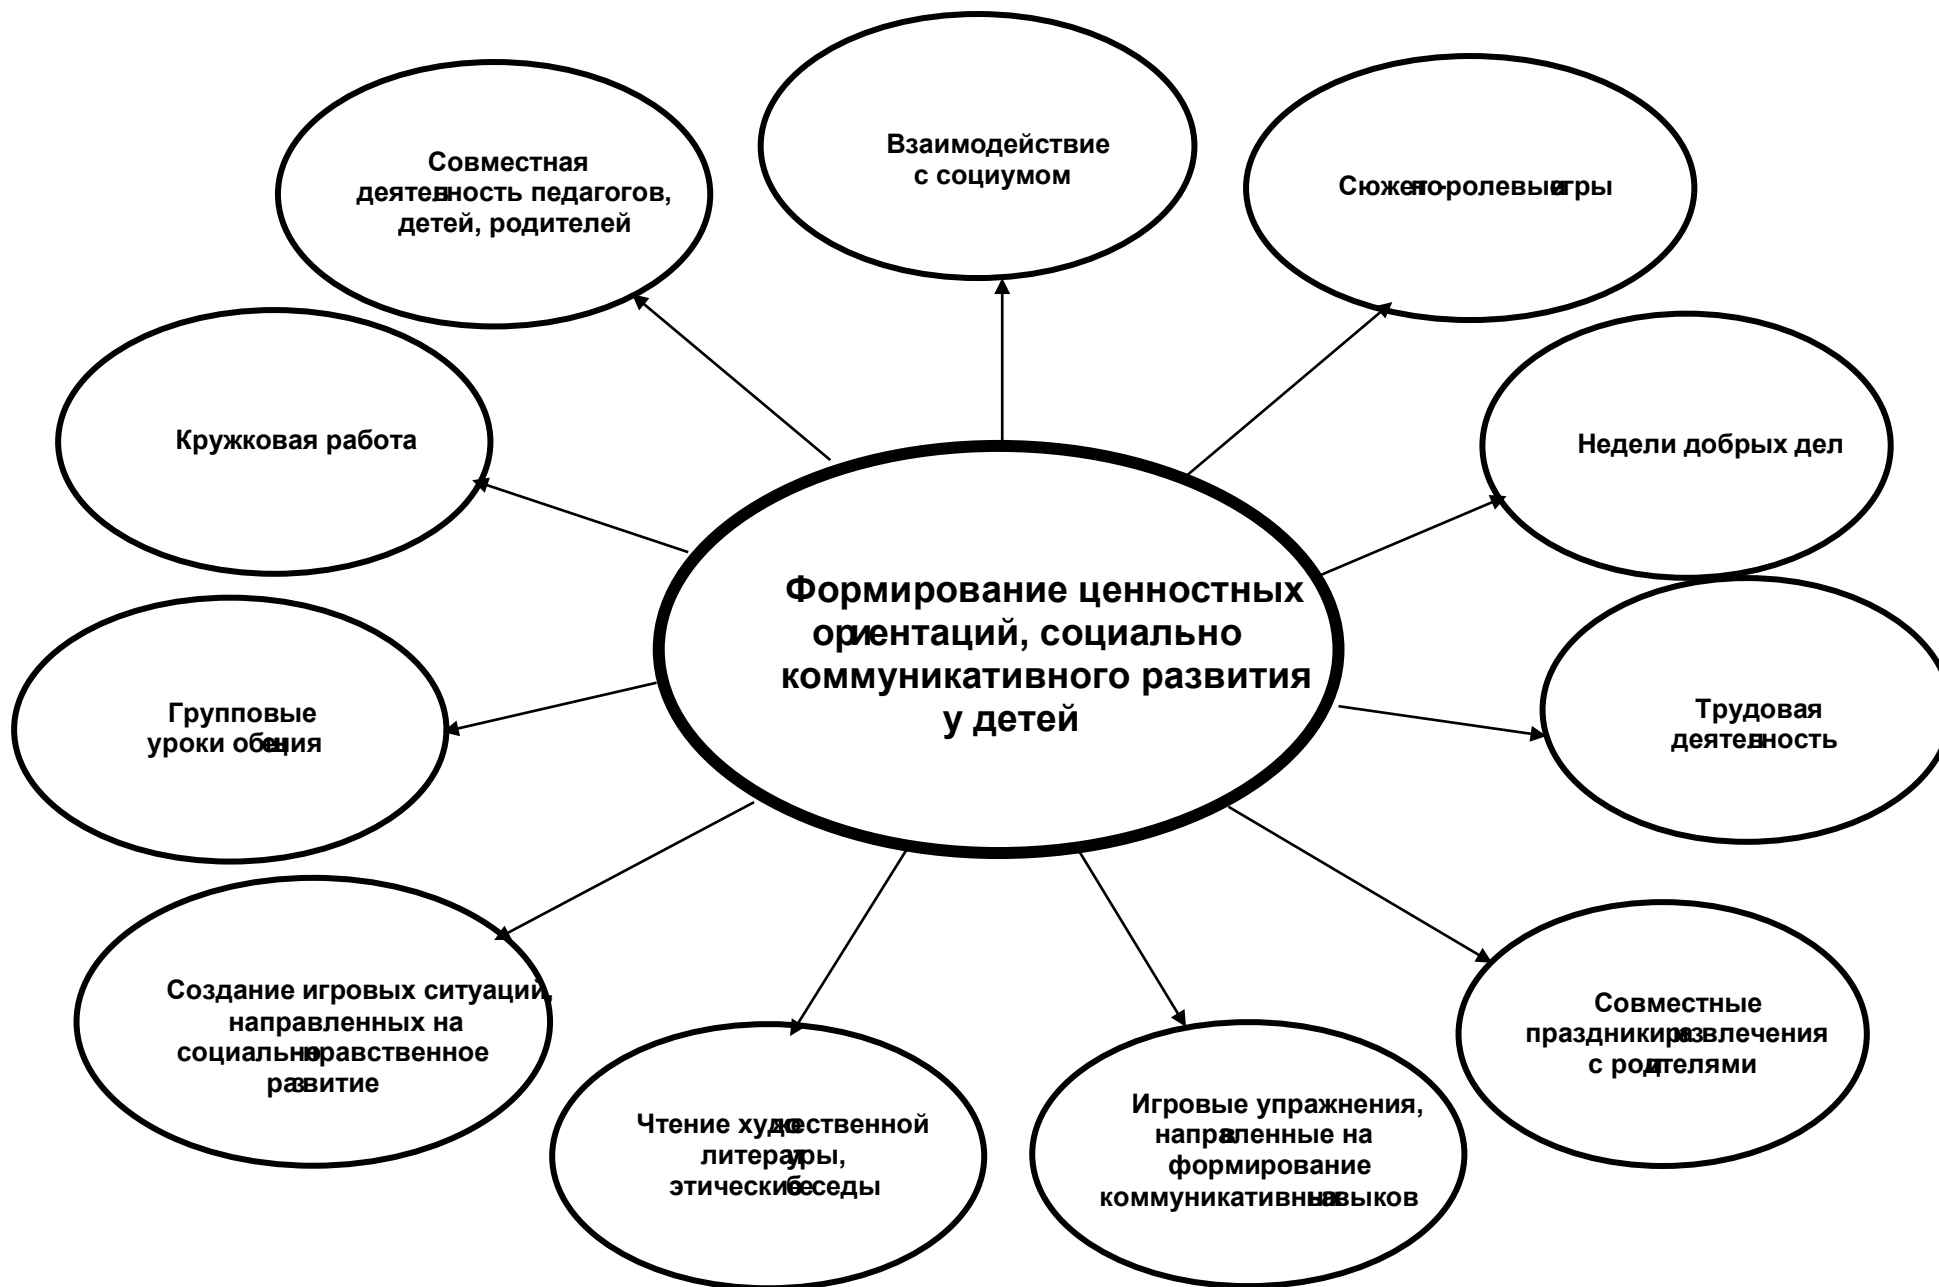 Взаимодействие
с социумом
Совместная
деятельность педагогов,
детей, родителей
Сюжетно-ролевые игры
Кружковая работа
Недели добрых дел
Формирование ценностных
ориентаций, социально
коммуникативного развития
у детей
Групповые
уроки общения
Трудовая
деятельность
Создание игровых ситуаций,
направленных на
социально-нравственное
развитие
Совместные
праздники и развлечения
с родителями
Чтение художественной
литературы,
этические беседы
Игровые упражнения,
направленные на
формирование
коммуникативных навыков